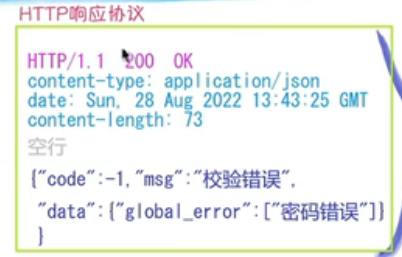 HTTP响应协议
HTTP/1.1 200 OK
content-type: application/json
date: Sun, 28 Aug 2022 13:43:25 GMT
content-length: 73
空行
{"code":-1,"msg":"校验错误",
"data":{"global_error":["密码错误"]}
}